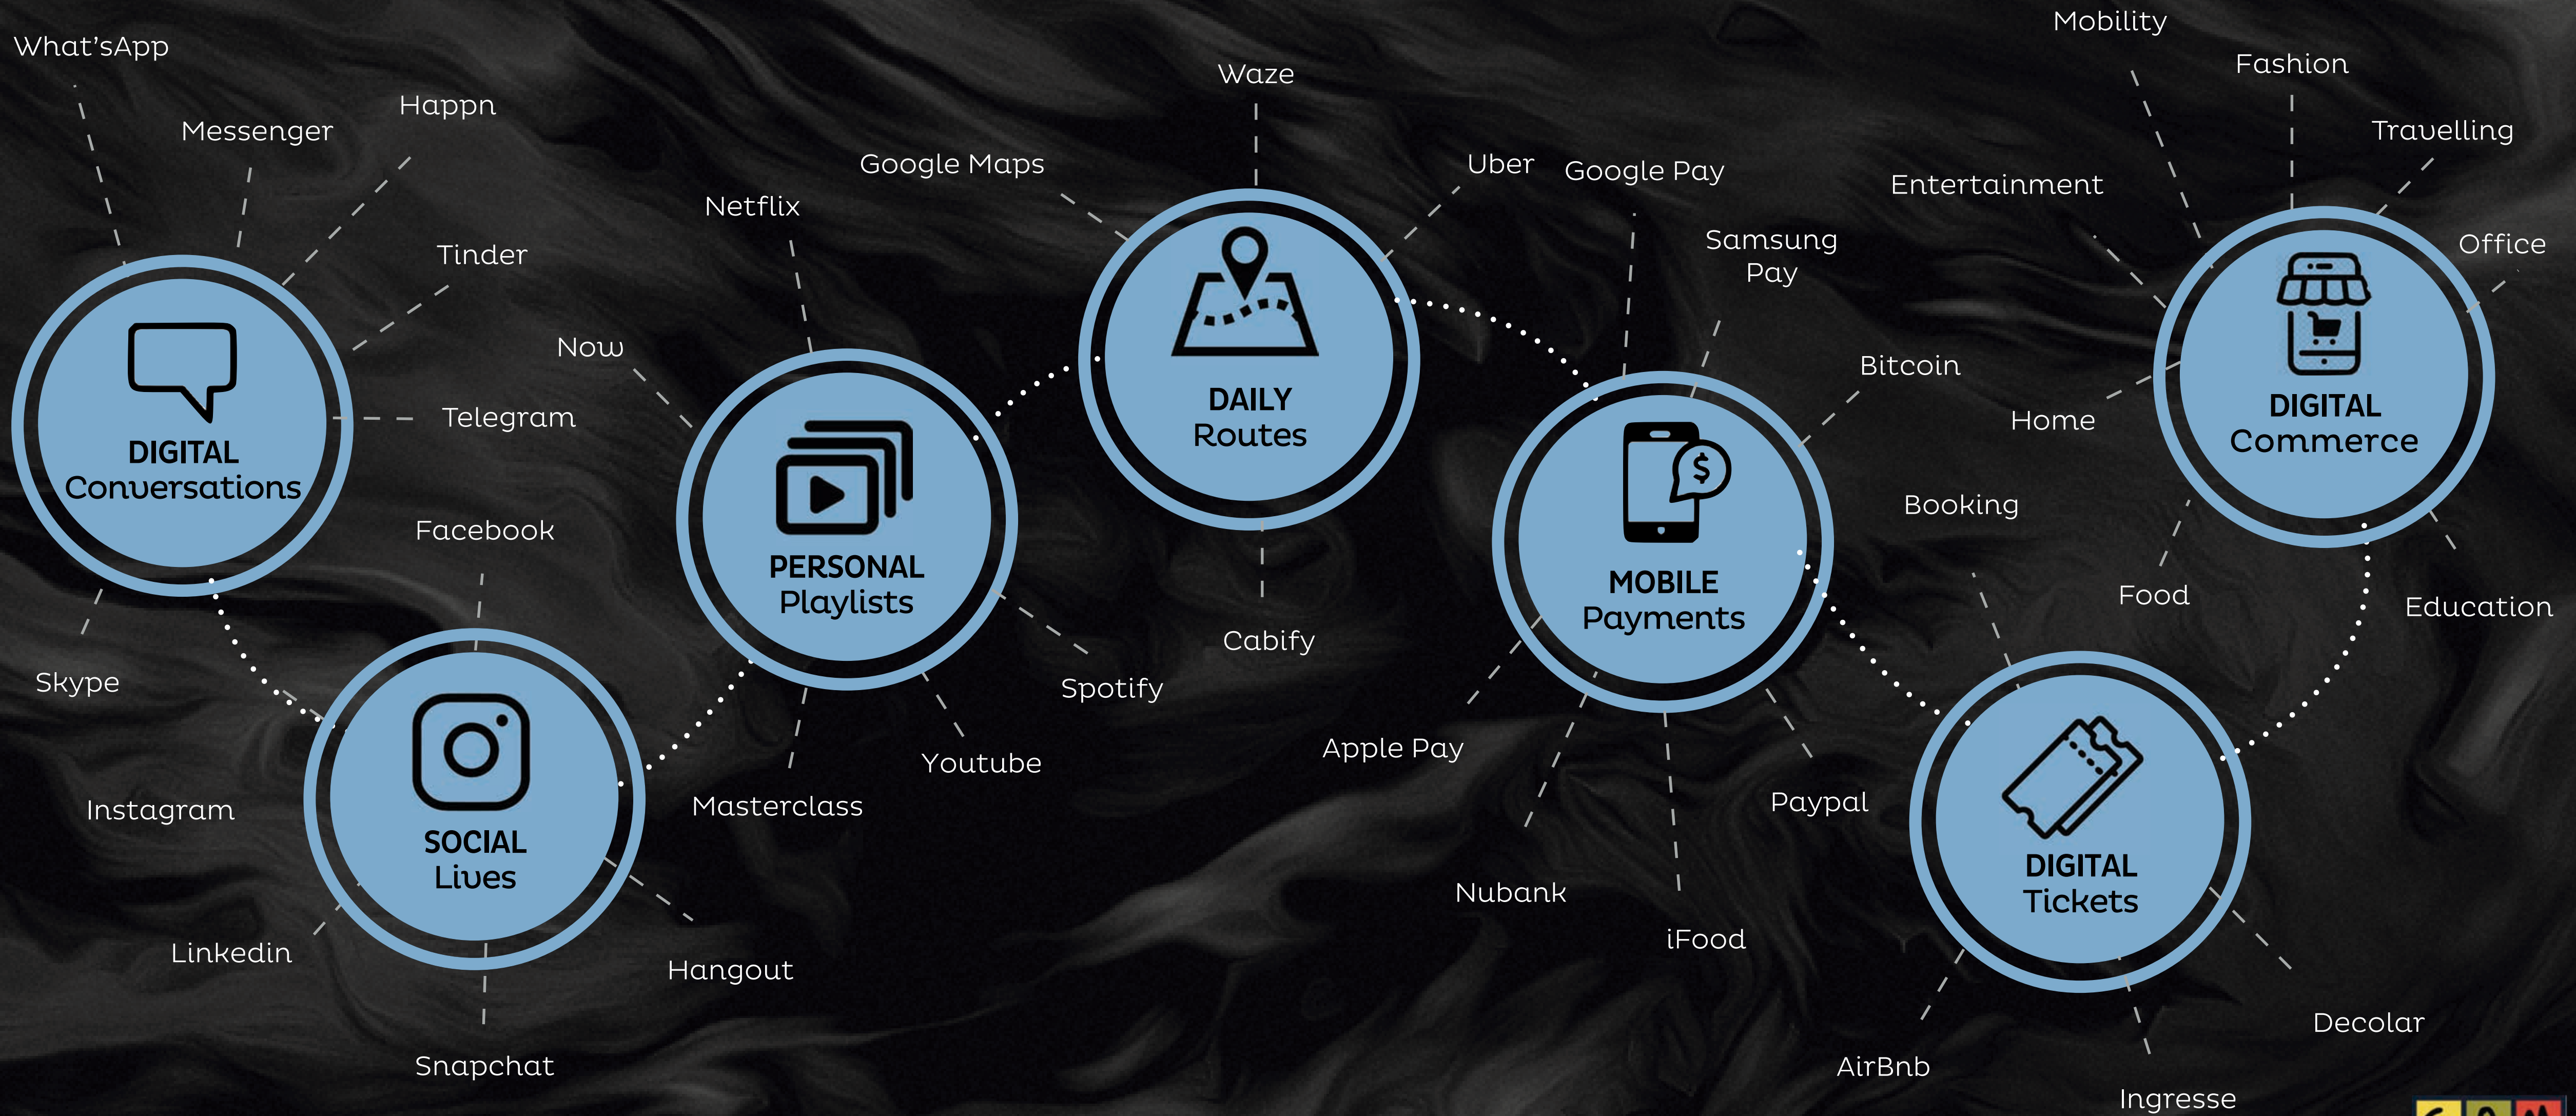 What'sApp
Messenger
Happn
Tinder
Telegram
DIGITAL
Conversations
Skype
Facebook
SOCIAL
Lives
Instagram
Linkedin
Snapchat
Hangout
Netflix
Now
PERSONAL
Playlists
Masterclass
Youtube
Spotify
Google Maps
Waze
Uber
DAILY
Routes
Cabify
Google Pay
Samsung
Pay
Bitcoin
MOBILE
Payments
$
Apple Pay
Nubank
iFood
Paypal
Booking
DIGITAL
Tickets
AirBnb
Ingresse
Decolar
Mobility
Fashion
Travelling
Entertainment
Office
DIGITAL
Commerce
Home
Food
Education